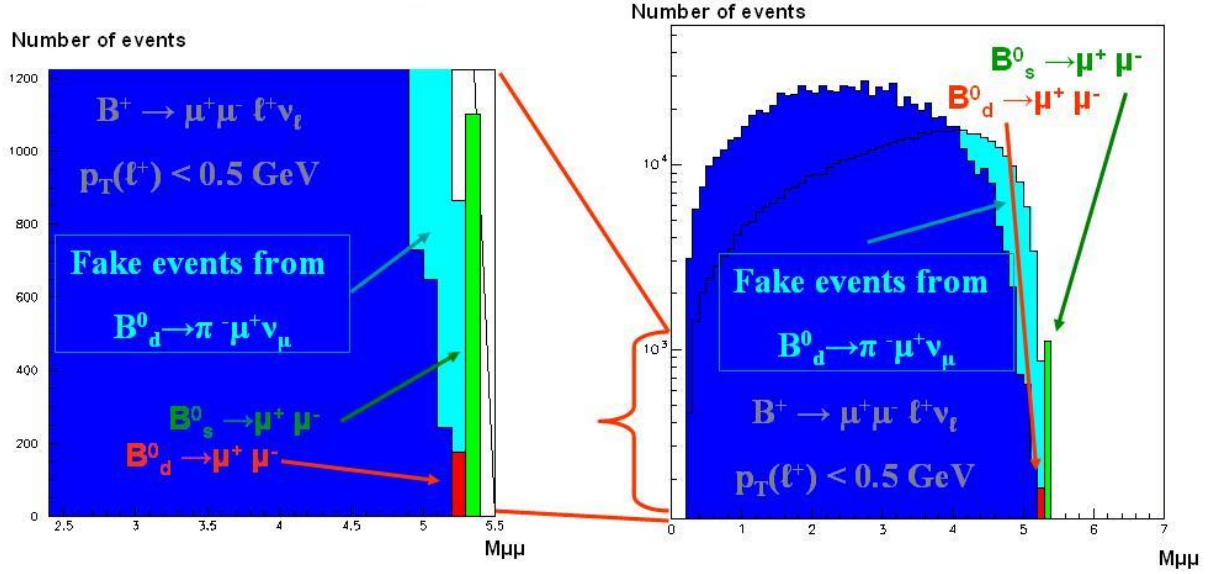 Number of events
1200
1000
800
600
400
200
0
2.4
3.5
4
4.5
5
5.5
Mμμ
B⁺ → μ⁺μ⁻ ℓ⁺ν_ℓ
p_T(ℓ⁺) < 0.5 GeV
Fake events from
B⁰_d→π ⁻μ⁺ν_μ
B⁰_s→μ⁺ μ⁻
B⁰_d→μ⁺ μ⁻
Number of events
10⁴
10³
0
1
2
3
4
5
6
7
Mμμ
B⁰_s →μ⁺ μ⁻
B⁰_d→μ⁺ μ⁻
Fake events from
B⁰_d→π ⁻μ⁺ν_μ
B⁺ → μ⁺μ⁻ ℓ⁺ν_ℓ
p_T(ℓ⁺) < 0.5 GeV